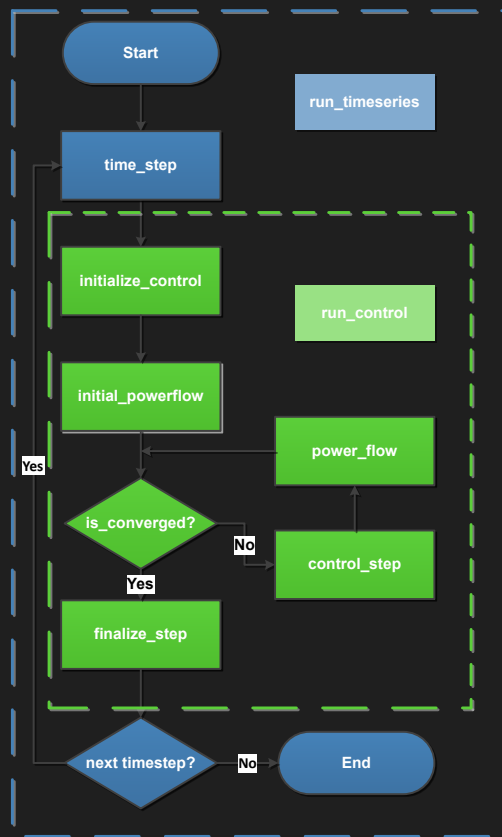 Start
run_timeseries
time_step
initialize_control
run_control
initial_powerflow
power_flow
Yes
is_converged?
No
control_step
Yes
finalize_step
next timestep?
No
End